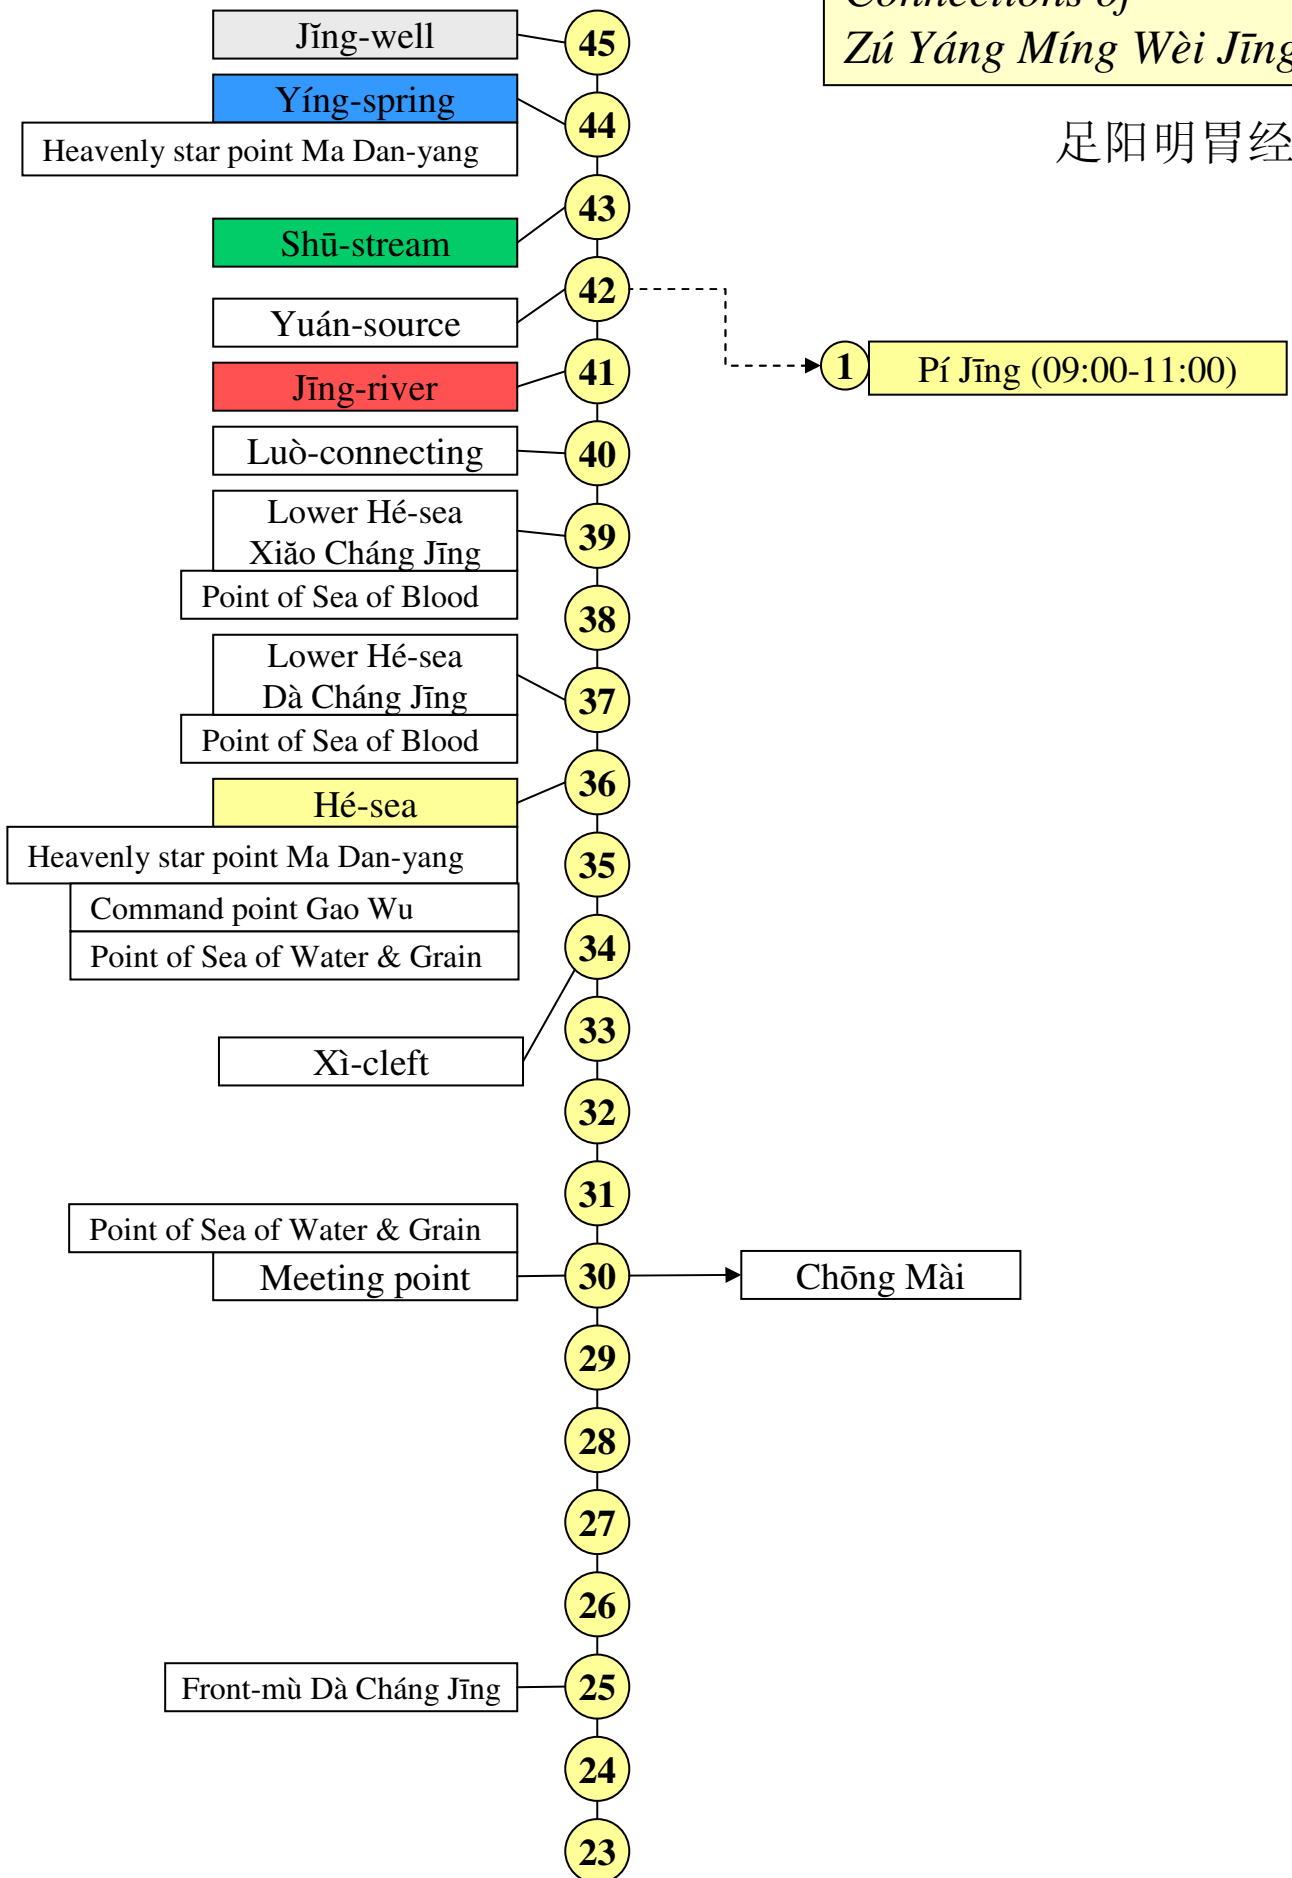 Connections of
Zú Yáng Míng Wèi Jīng
足阳明胃经
Jĭng-well
45
Yíng-spring
44
Heavenly star point Ma Dan-yang
43
Shū-stream
42
Yuán-source
41
1
Pí Jīng (09:00-11:00)
Jīng-river
Luò-connecting
40
Lower Hé-sea
Xiăo Cháng Jīng
39
Point of Sea of Blood
38
Lower Hé-sea
Dà Cháng Jīng
37
Point of Sea of Blood
36
Hé-sea
Heavenly star point Ma Dan-yang
35
Command point Gao Wu
Point of Sea of Water & Grain
34
33
Xì-cleft
32
31
Point of Sea of Water & Grain
Meeting point
30
Chōng Mài
29
28
27
26
Front-mù Dà Cháng Jīng
25
24
23